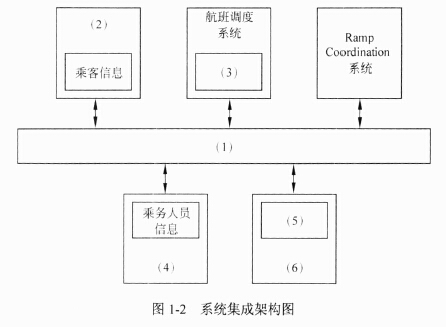 (2)
乘客信息
航班调度
系统
(3)
Ramp
Coordination
系统
(1)
乘务人员
信息
(4)
(5)
(6)
图 1-2 系统集成架构图